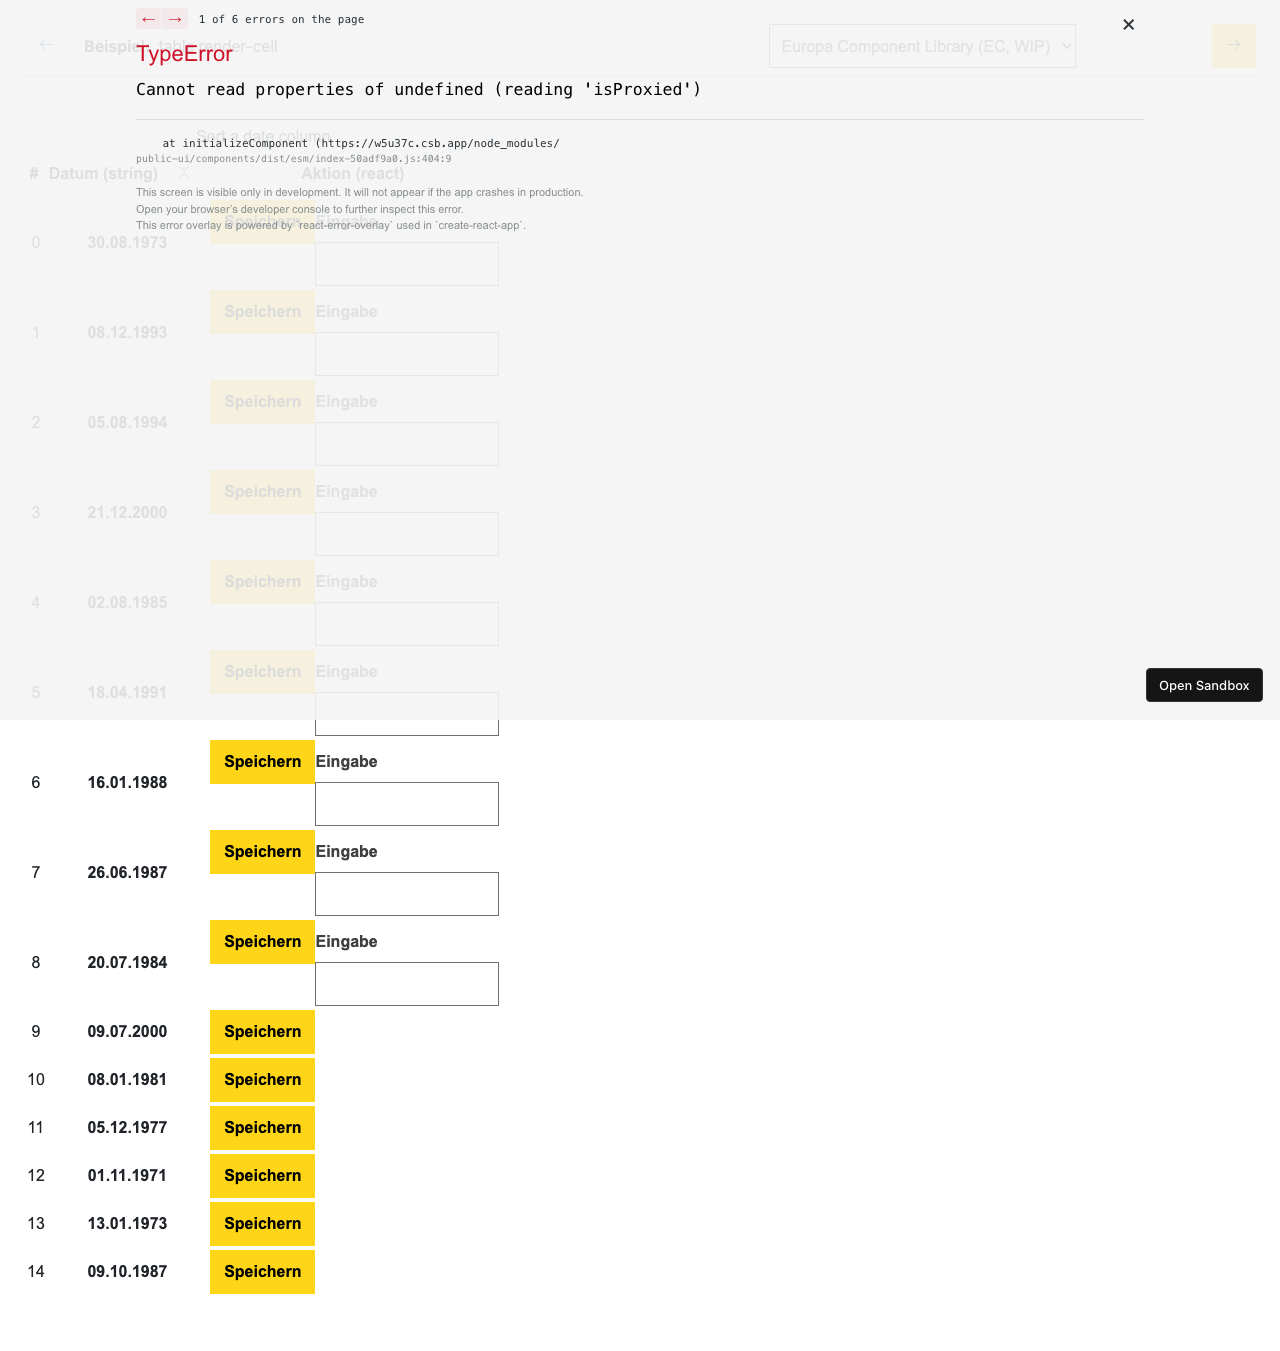 ← → 1 of 6 errors on the page
×
← Beispiel table render-cell Europa Component Library (EC, WIP) →
TypeError
Cannot read properties of undefined (reading 'isProxied')
Sort a date column
at initializeComponent (https://w5u37c.csb.app/node_modules/
public-ui/components/dist/esm/index-50adf9a0.js:404:9
# Datum (string) Aktion (react)
This screen is visible only in development. It will not appear if the app crashes in production.
Open your browser's developer console to further inspect this error.
This error overlay is powered by `react-error-overlay` used in `create-react-app`.
0 30.08.1973 Speichern Eingabe
1 08.12.1993 Speichern Eingabe
2 05.08.1994 Speichern Eingabe
3 21.12.2000 Speichern Eingabe
4 02.08.1985 Speichern Eingabe
5 18.04.1991 Speichern Eingabe
Open Sandbox
6 16.01.1988 Speichern Eingabe
7 26.06.1987 Speichern Eingabe
8 20.07.1984 Speichern Eingabe
9 09.07.2000 Speichern
10 08.01.1981 Speichern
11 05.12.1977 Speichern
12 01.11.1971 Speichern
13 13.01.1973 Speichern
14 09.10.1987 Speichern